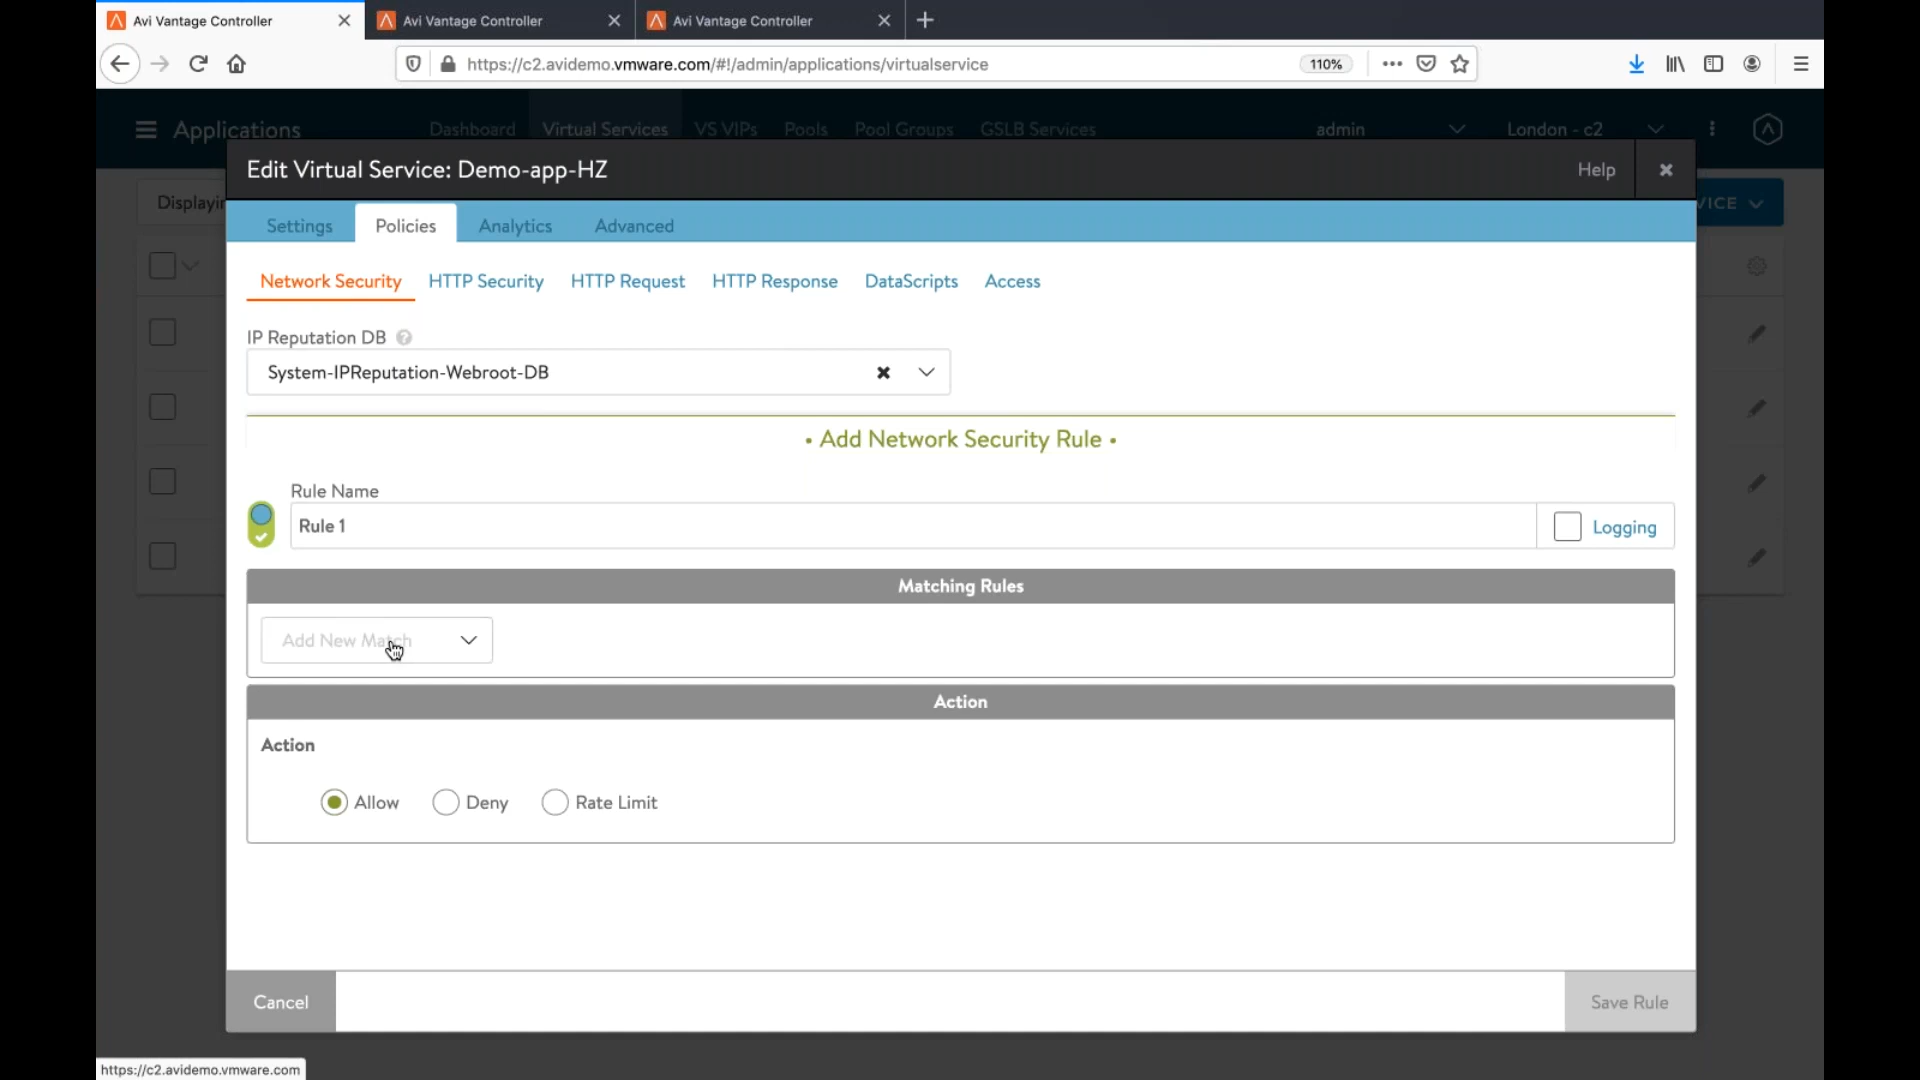 Avi Vantage Controller
Avi Vantage Controller
Avi Vantage Controller
https://c2.avidemo.vmware.com/#!/admin/applications/virtualservice
110%
Applications
Dashboard
Virtual Services
VS VIPs
Pools
Pool Groups
GSLB Services
admin
London - c2
Edit Virtual Service: Demo-app-HZ
Help
Settings
Policies
Analytics
Advanced
Network Security
HTTP Security
HTTP Request
HTTP Response
DataScripts
Access
IP Reputation DB
System-IPReputation-Webroot-DB
• Add Network Security Rule •
Rule Name
Rule 1
Logging
Matching Rules
Add New Match
Action
Action
Allow
Deny
Rate Limit
Cancel
Save Rule
https://c2.avidemo.vmware.com